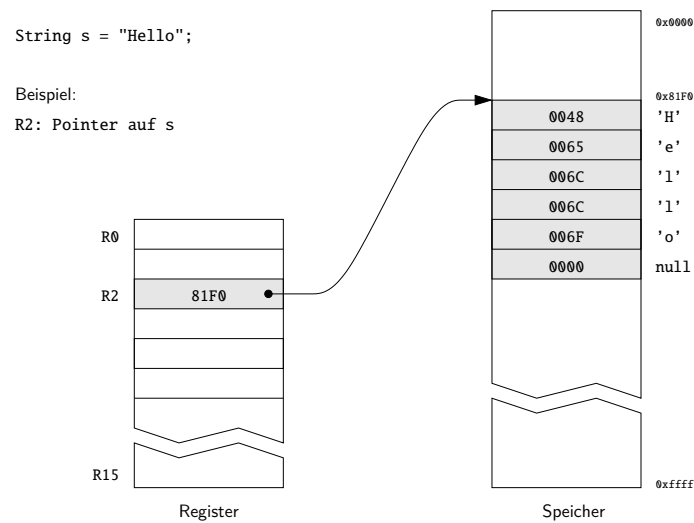 String s = "Hello";
Beispiel:
R2: Pointer auf s
0x0000
0x81F0
0048 'H'
0065 'e'
006C 'l'
006C 'l'
006F 'o'
0000 null
R0
R2 81F0
R15
0xffff
Register
Speicher